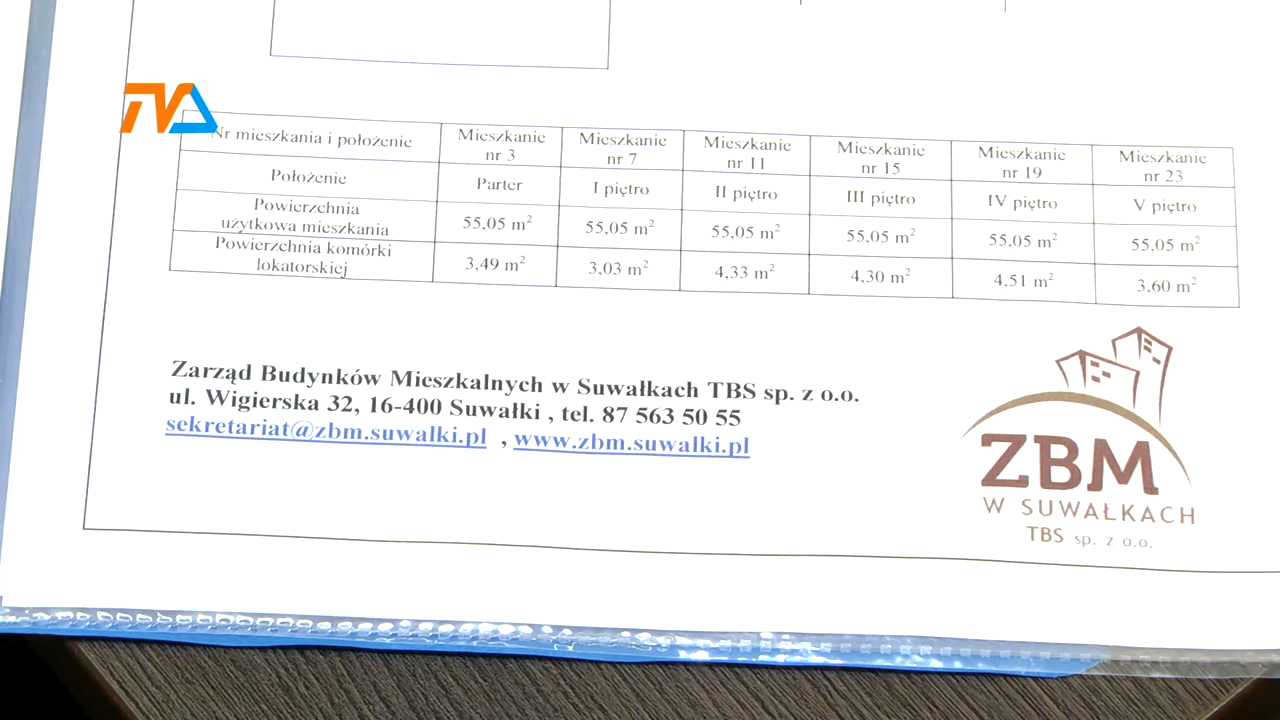 TVA
Nr mieszkania i położenie Mieszkanie nr 3 Mieszkanie nr 7 Mieszkanie nr 11 Mieszkanie nr 15 Mieszkanie nr 19 Mieszkanie nr 23
Położenie Parter I piętro II piętro III piętro IV piętro V piętro
Powierzchnia użytkowa mieszkania 55,05 m² 55,05 m² 55,05 m² 55,05 m² 55,05 m² 55,05 m²
Powierzchnia komórki lokatorskiej 3,49 m² 3,03 m² 4,33 m² 4,30 m² 4,51 m² 3,60 m²
Zarząd Budynków Mieszkalnych w Suwałkach TBS sp. z o.o.
ul. Wigierska 32, 16-400 Suwałki , tel. 87 563 50 55
sekretariat@zbm.suwalki.pl , www.zbm.suwalki.pl
ZBM
W SUWAŁKACH
TBS sp. z o.o.